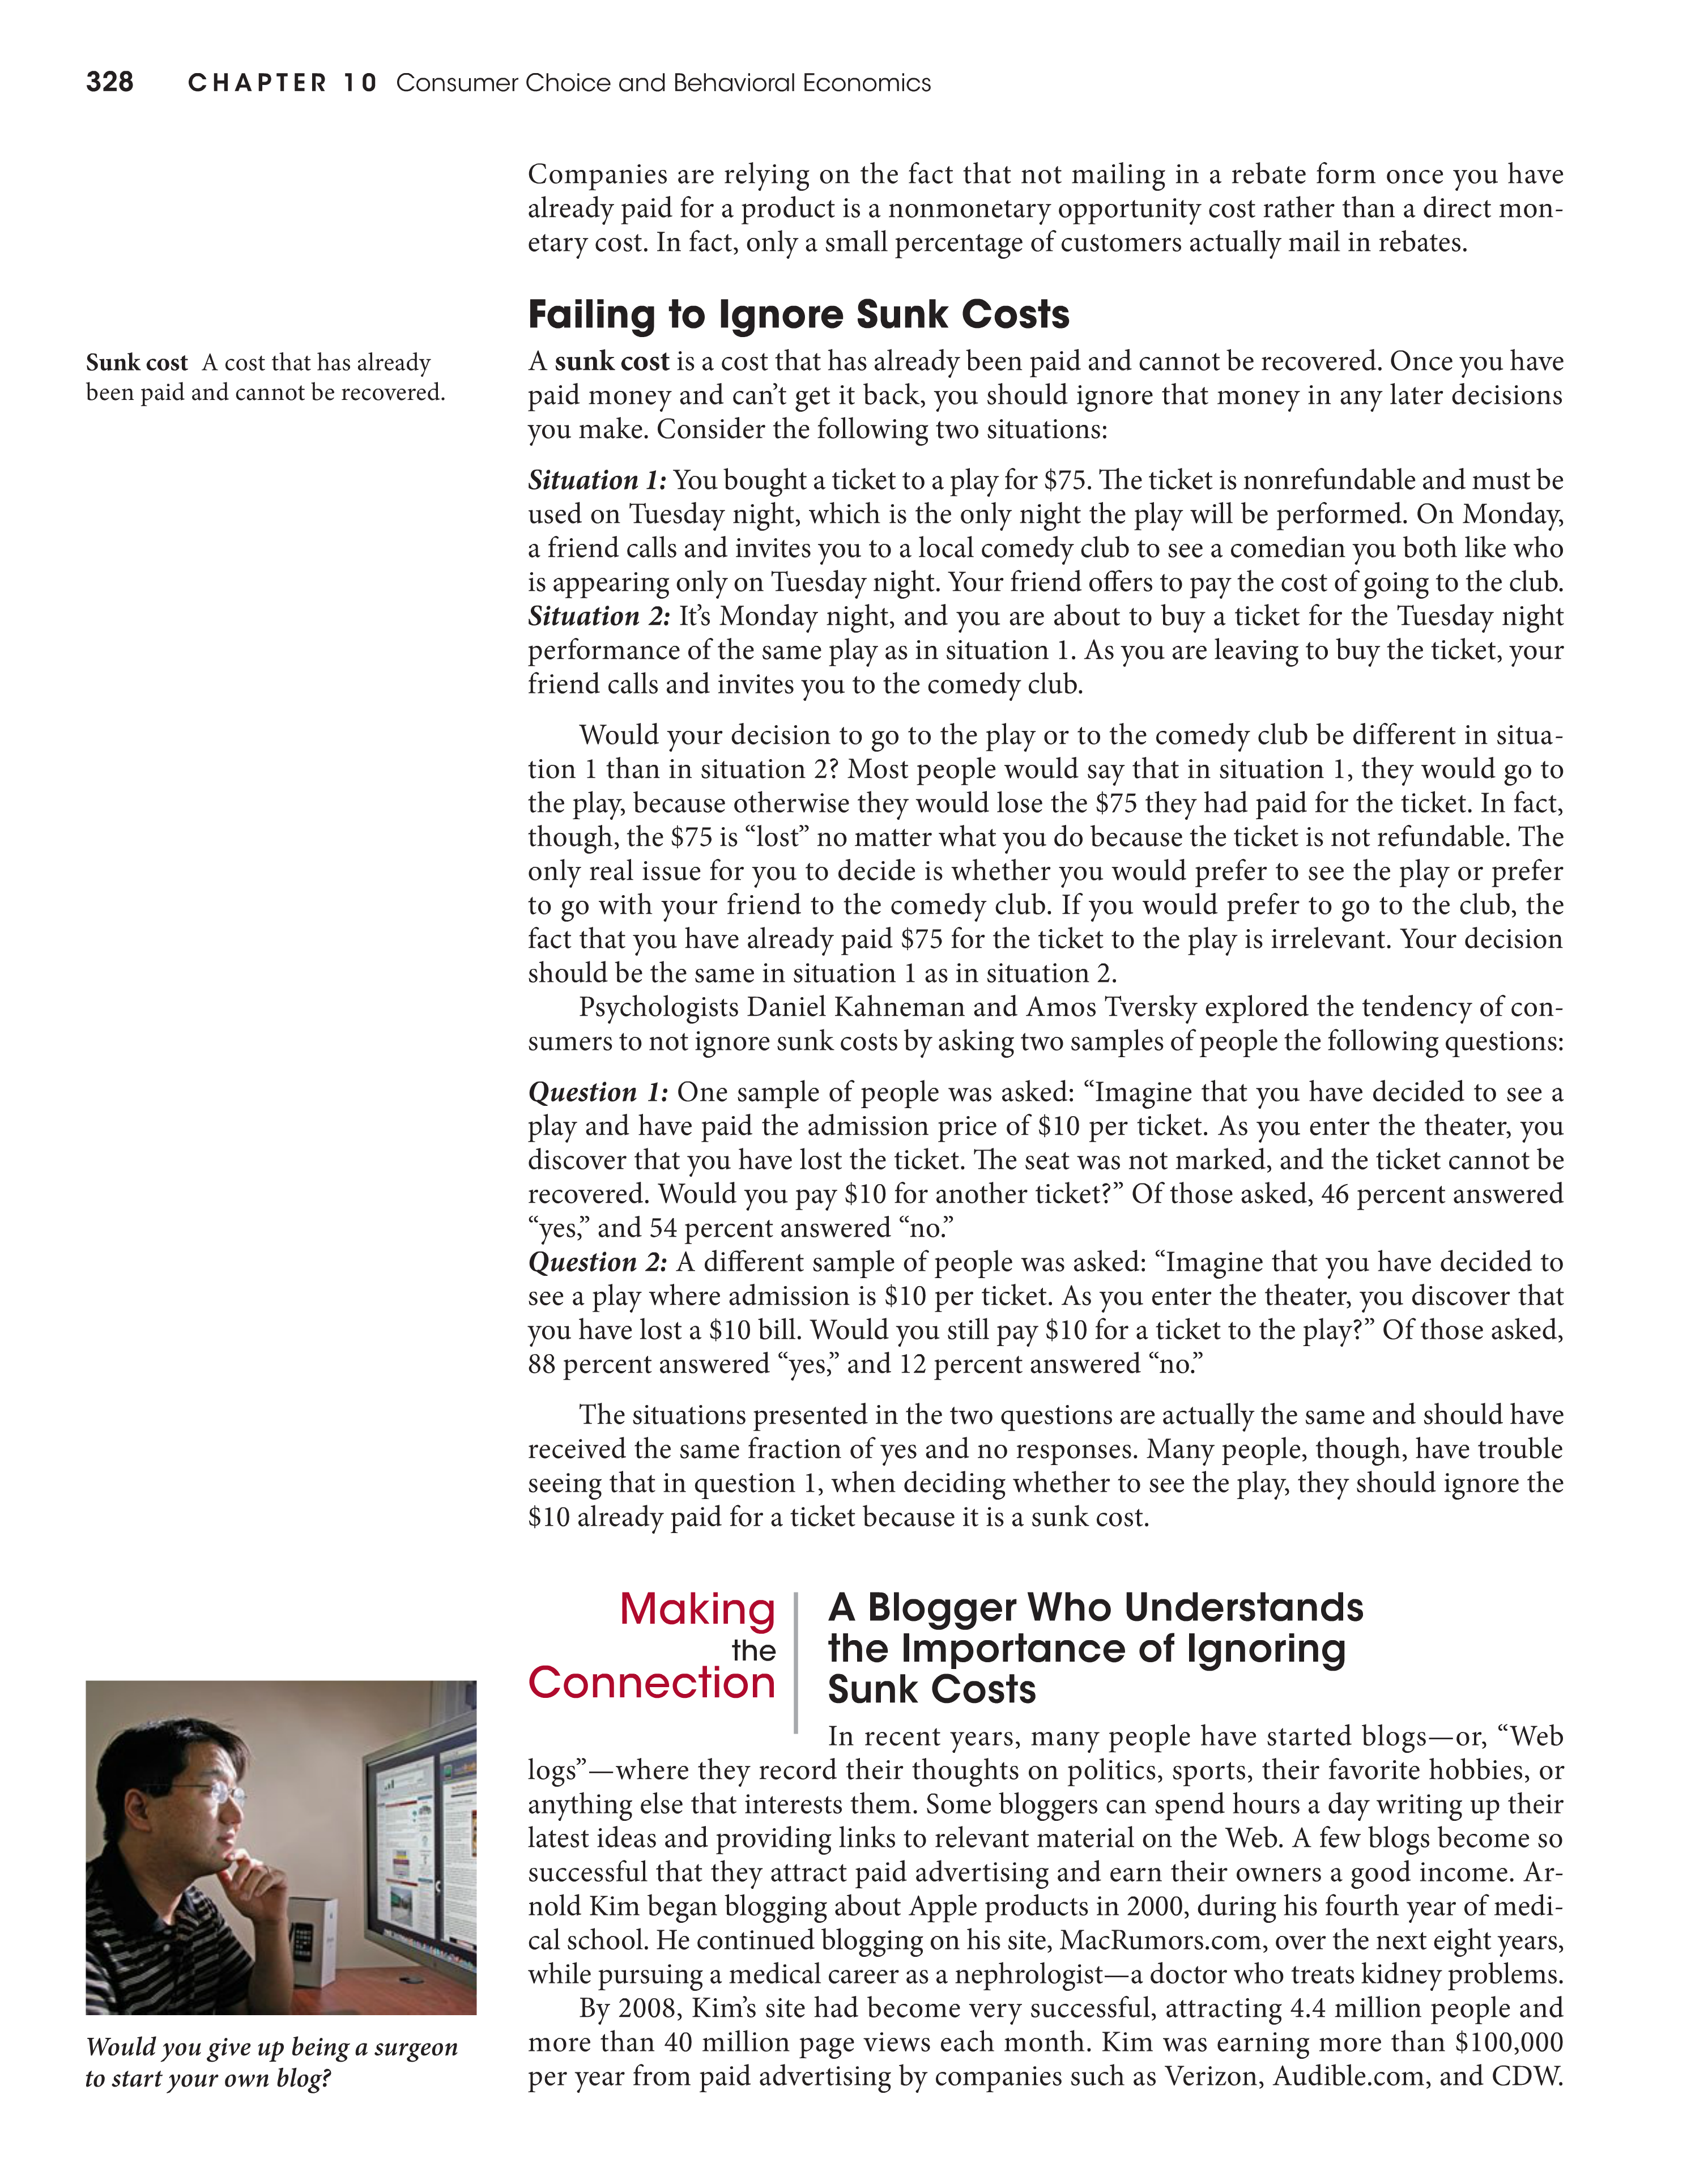 328 CHAPTER 10 Consumer Choice and Behavioral Economics
Companies are relying on the fact that not mailing in a rebate form once you have
already paid for a product is a nonmonetary opportunity cost rather than a direct mon-
etary cost. In fact, only a small percentage of customers actually mail in rebates.
Failing to Ignore Sunk Costs
Sunk cost A cost that has already
been paid and cannot be recovered.
A sunk cost is a cost that has already been paid and cannot be recovered. Once you have
paid money and can’t get it back, you should ignore that money in any later decisions
you make. Consider the following two situations:
Situation 1: You bought a ticket to a play for $75. The ticket is nonrefundable and must be
used on Tuesday night, which is the only night the play will be performed. On Monday,
a friend calls and invites you to a local comedy club to see a comedian you both like who
is appearing only on Tuesday night. Your friend offers to pay the cost of going to the club.
Situation 2: It’s Monday night, and you are about to buy a ticket for the Tuesday night
performance of the same play as in situation 1. As you are leaving to buy the ticket, your
friend calls and invites you to the comedy club.
Would your decision to go to the play or to the comedy club be different in situa-
tion 1 than in situation 2? Most people would say that in situation 1, they would go to
the play, because otherwise they would lose the $75 they had paid for the ticket. In fact,
though, the $75 is “lost” no matter what you do because the ticket is not refundable. The
only real issue for you to decide is whether you would prefer to see the play or prefer
to go with your friend to the comedy club. If you would prefer to go to the club, the
fact that you have already paid $75 for the ticket to the play is irrelevant. Your decision
should be the same in situation 1 as in situation 2.
Psychologists Daniel Kahneman and Amos Tversky explored the tendency of con-
sumers to not ignore sunk costs by asking two samples of people the following questions:
Question 1: One sample of people was asked: “Imagine that you have decided to see a
play and have paid the admission price of $10 per ticket. As you enter the theater, you
discover that you have lost the ticket. The seat was not marked, and the ticket cannot be
recovered. Would you pay $10 for another ticket?” Of those asked, 46 percent answered
“yes,” and 54 percent answered “no.”
Question 2: A different sample of people was asked: “Imagine that you have decided to
see a play where admission is $10 per ticket. As you enter the theater, you discover that
you have lost a $10 bill. Would you still pay $10 for a ticket to the play?” Of those asked,
88 percent answered “yes,” and 12 percent answered “no.”
The situations presented in the two questions are actually the same and should have
received the same fraction of yes and no responses. Many people, though, have trouble
seeing that in question 1, when deciding whether to see the play, they should ignore the
$10 already paid for a ticket because it is a sunk cost.
Making
the
Connection
A Blogger Who Understands
the Importance of Ignoring
Sunk Costs
In recent years, many people have started blogs—or, “Web
logs”—where they record their thoughts on politics, sports, their favorite hobbies, or
anything else that interests them. Some bloggers can spend hours a day writing up their
latest ideas and providing links to relevant material on the Web. A few blogs become so
successful that they attract paid advertising and earn their owners a good income. Ar-
nold Kim began blogging about Apple products in 2000, during his fourth year of medi-
cal school. He continued blogging on his site, MacRumors.com, over the next eight years,
while pursuing a medical career as a nephrologist—a doctor who treats kidney problems.
By 2008, Kim’s site had become very successful, attracting 4.4 million people and
more than 40 million page views each month. Kim was earning more than $100,000
per year from paid advertising by companies such as Verizon, Audible.com, and CDW.
Would you give up being a surgeon
to start your own blog?